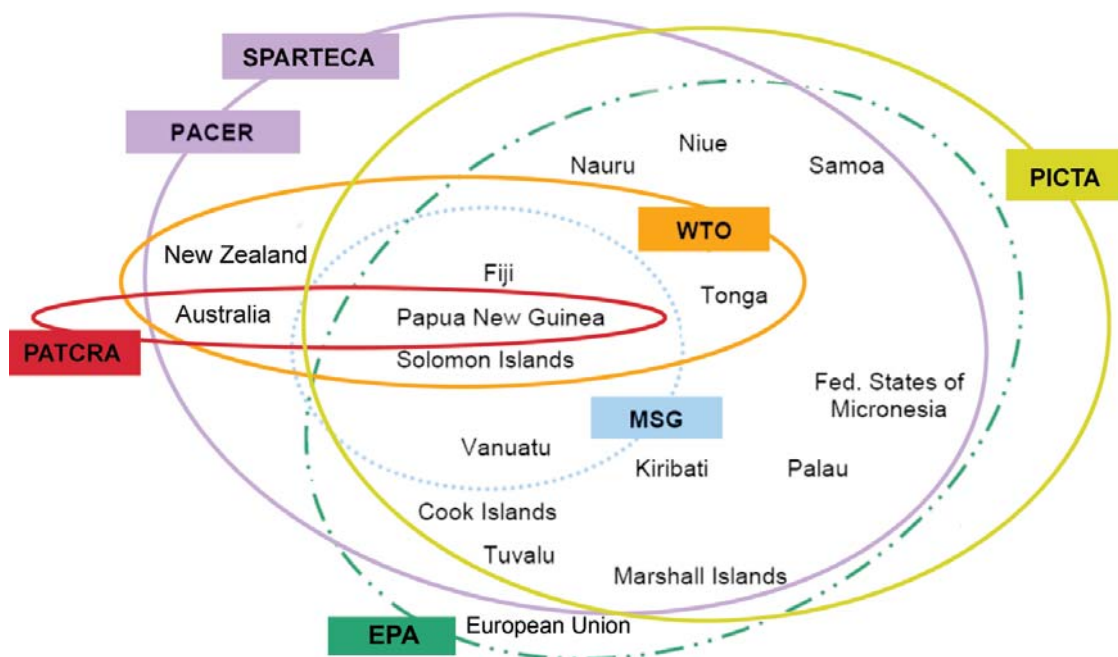 SPARTECA
PACER
Niue
Nauru
Samoa
PICTA
WTO
New Zealand
Fiji
Tonga
Australia
Papua New Guinea
PATCRA
Solomon Islands
Fed. States of
Micronesia
MSG
Vanuatu
Kiribati
Palau
Cook Islands
Tuvalu
Marshall Islands
EPA
European Union